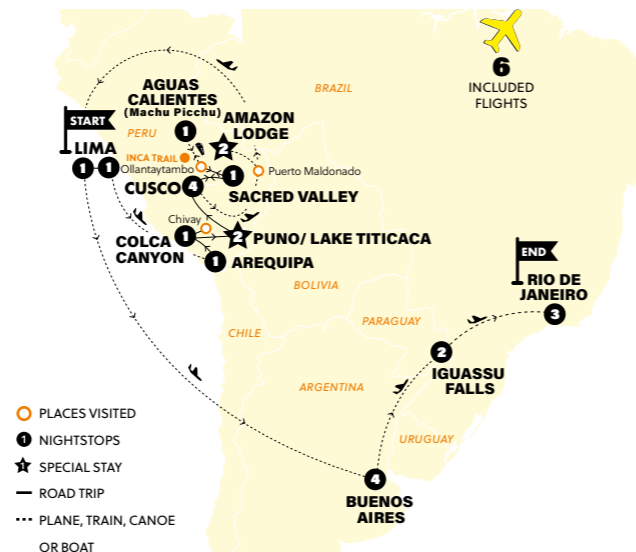 6
INCLUDED
FLIGHTS
BRAZIL
AGUAS
CALIENTES
(Machu Picchu)
1
AMAZON
LODGE
2
START
PERU
LIMA
1 1
INCA TRAIL
Ollantaytambo
Puerto Maldonado
1
SACRED VALLEY
CUSCO
4
Chivay
COLCA
CANYON
1
2
PUNO/ LAKE TITICACA
1
AREQUIPA
END
RIO DE
JANEIRO
3
BOLIVIA
PARAGUAY
CHILE
2
IGUASSU
FALLS
ARGENTINA
URUGUAY
4
BUENOS
AIRES
PLACES VISITED
1 NIGHTSTOPS
1 SPECIAL STAY
ROAD TRIP
PLANE, TRAIN, CANOE
OR BOAT